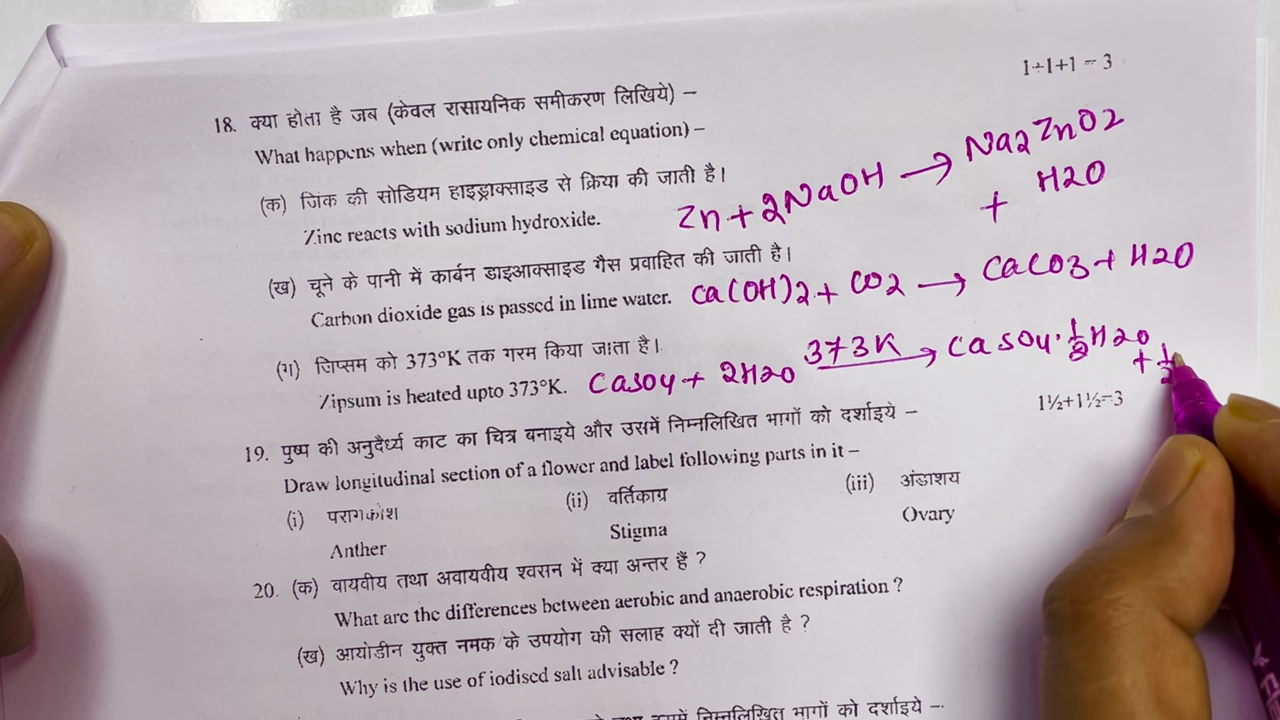 1+1+1 = 3
18. क्या होता है जब (केवल रासायनिक समीकरण लिखिये) –
What happens when (write only chemical equation) –
(क) जिंक की सोडियम हाइड्राक्साइड से क्रिया की जाती है।
Zinc reacts with sodium hydroxide.
Zn + 2NaOH → Na2ZnO2
+ H2O
(ख) चूने के पानी में कार्बन डाइआक्साइड गैस प्रवाहित की जाती है।
Carbon dioxide gas is passed in lime water. Ca(OH)2 + CO2 → CaCO3 + H2O
(ग) जिप्सम को 373°K तक गरम किया जाता है।
Zipsum is heated upto 373°K. CaSO4 + 2H2O 373K → CaSO4·½H2O
+ ½
1½+1½=3
19. पुष्प की अनुदैर्ध्य काट का चित्र बनाइये और उसमें निम्नलिखित भागों को दर्शाइये –
Draw longitudinal section of a flower and label following parts in it –
(i) परागकोश (ii) वर्तिकाग्र (iii) अंडाशय
Anther Stigma Ovary
20. (क) वायवीय तथा अवायवीय श्वसन में क्या अन्तर हैं ?
What are the differences between aerobic and anaerobic respiration ?
(ख) आयोडीन युक्त नमक के उपयोग की सलाह क्यों दी जाती है ?
Why is the use of iodised salt advisable ?
निम्नलिखित भागों को दर्शाइये –